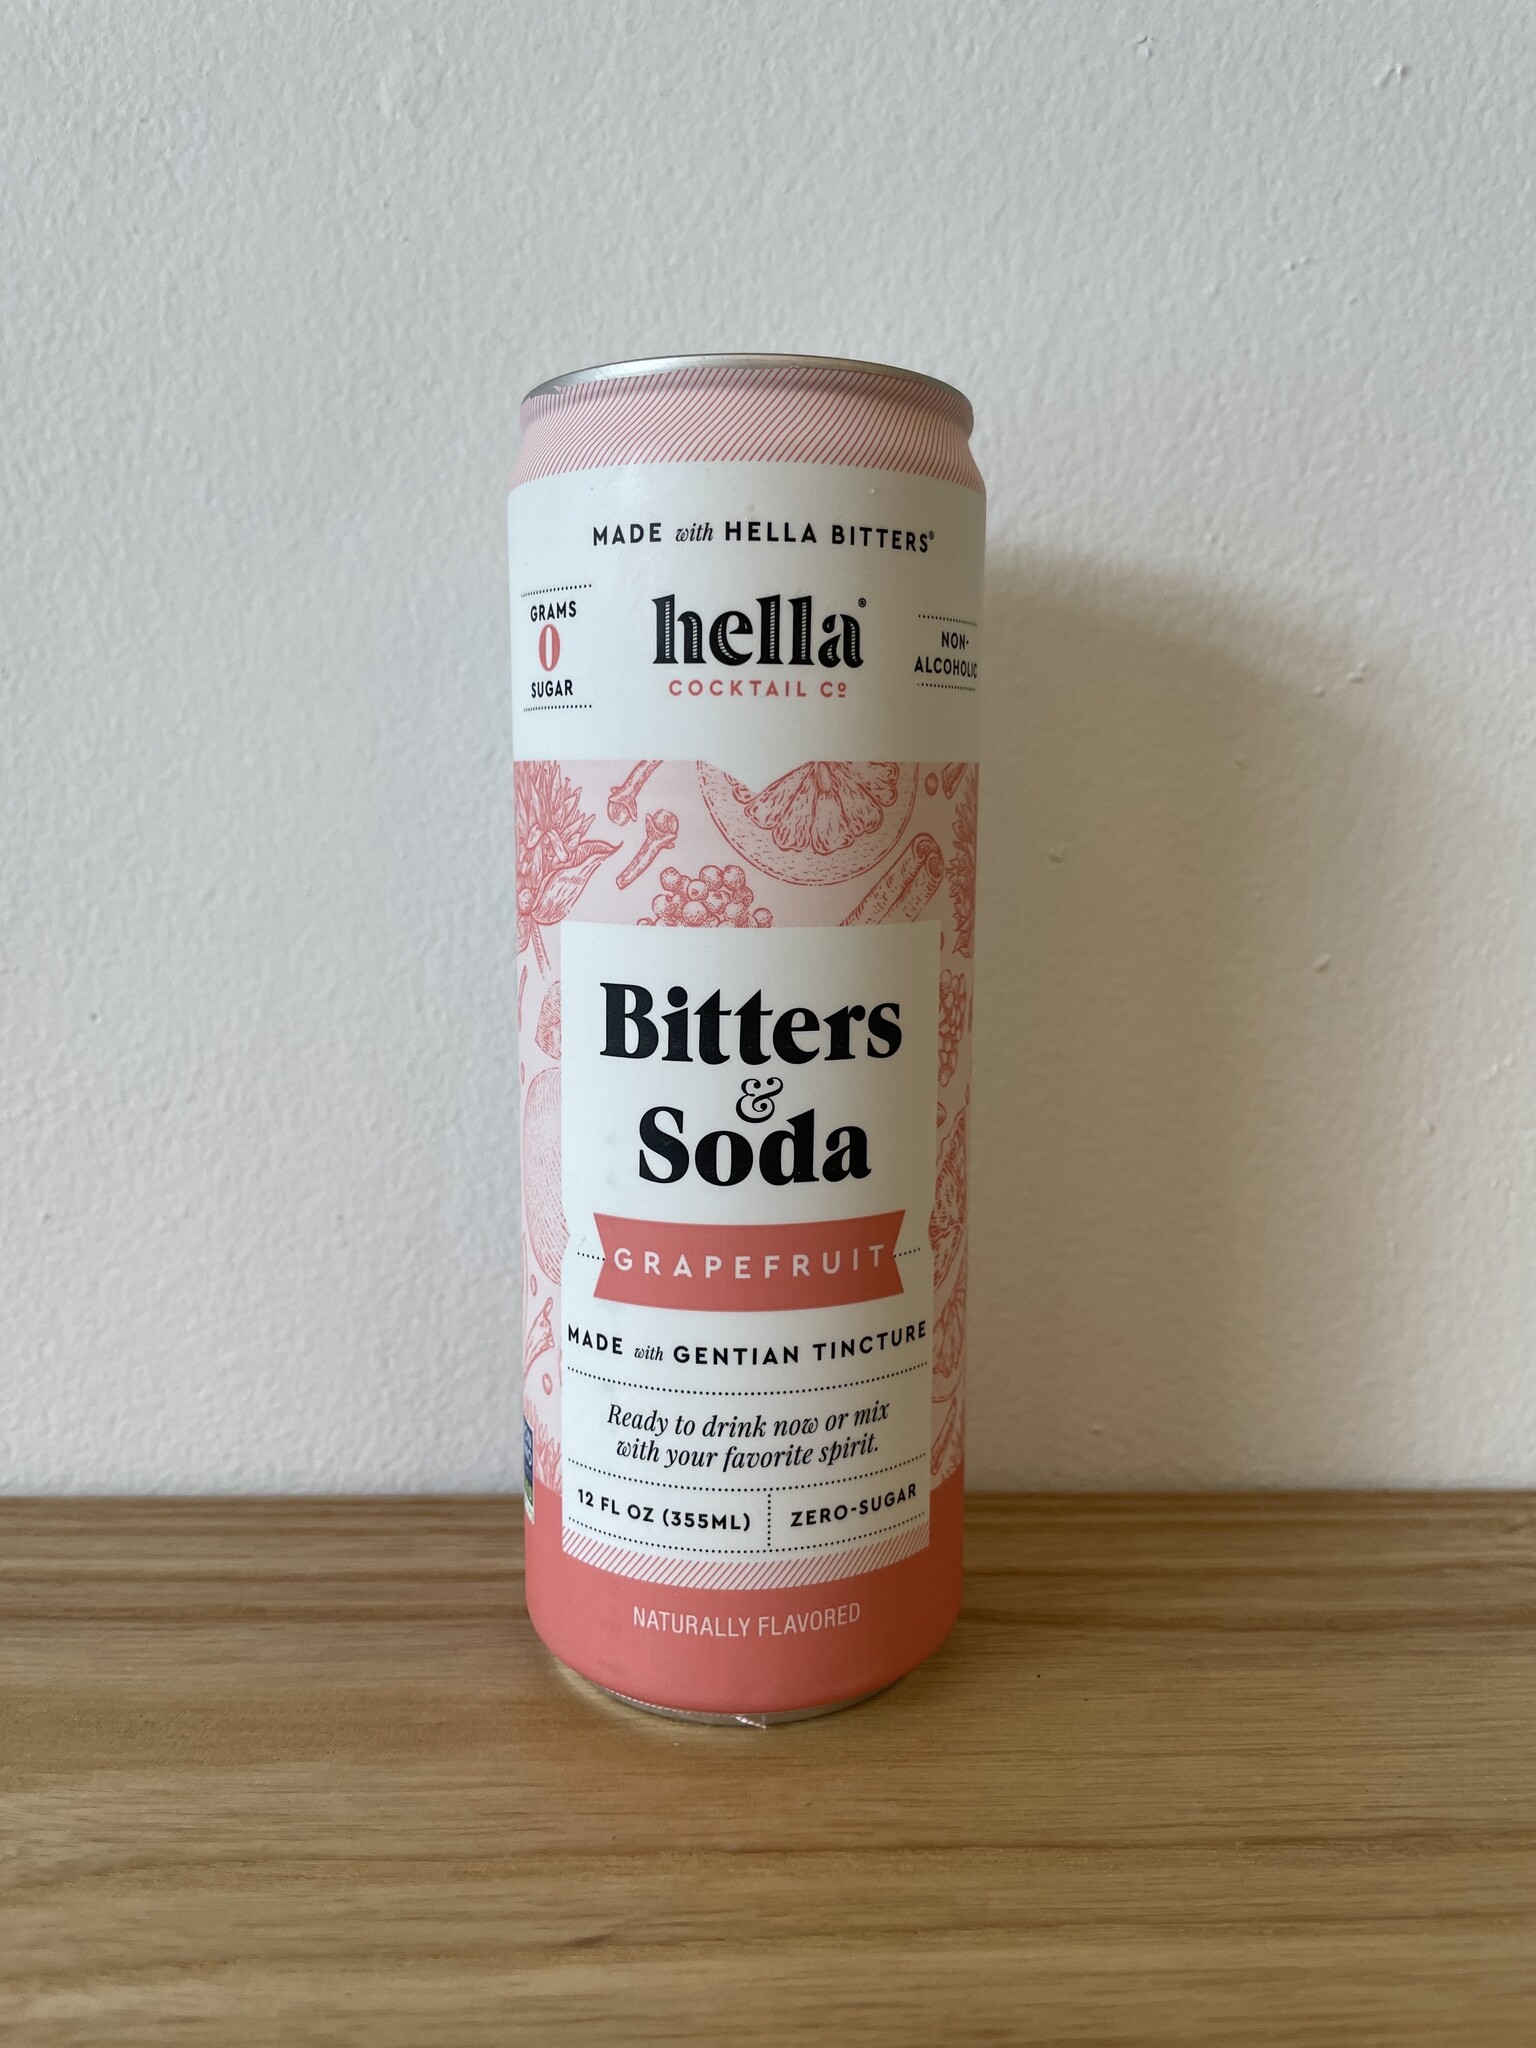 MADE with HELLA BITTERS®
GRAMS
0
SUGAR
hella®
COCKTAIL Cº
NON-
ALCOHOLIC
Bitters
&
Soda
GRAPEFRUIT
MADE with GENTIAN TINCTURE
Ready to drink now or mix
with your favorite spirit.
12 FL OZ (355ML)
ZERO-SUGAR
NATURALLY FLAVORED